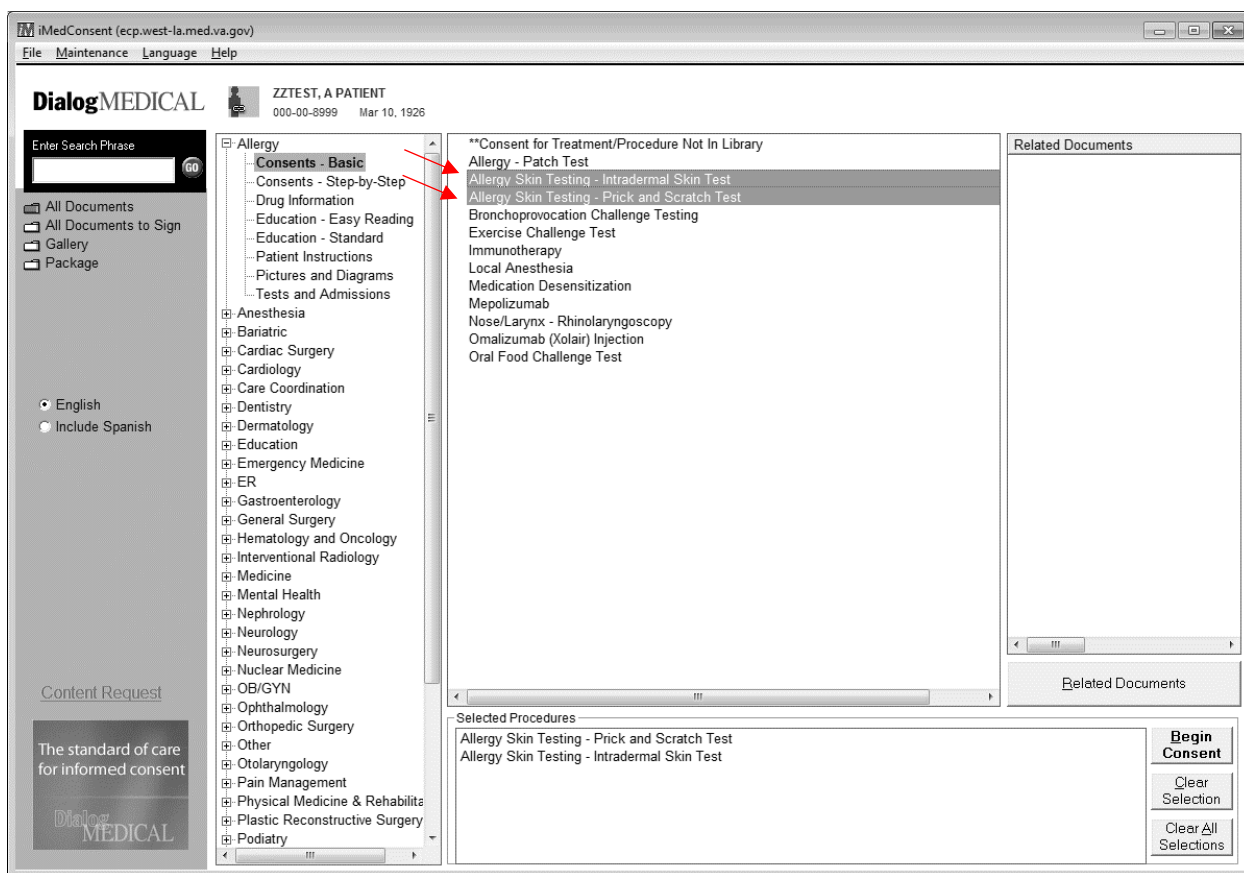 iMedConsent (ecp.west-la.med.va.gov)
File Maintenance Language Help
DialogMEDICAL
ZZTEST, A PATIENT
000-00-8999 Mar 10, 1926
Enter Search Phrase
GO
All Documents
All Documents to Sign
Gallery
Package
English
Include Spanish
Content Request
The standard of care
for informed consent
Dialog
MEDICAL
Allergy
Consents - Basic
Consents - Step-by-Step
Drug Information
Education - Easy Reading
Education - Standard
Patient Instructions
Pictures and Diagrams
Tests and Admissions
Anesthesia
Bariatric
Cardiac Surgery
Cardiology
Care Coordination
Dentistry
Dermatology
Education
Emergency Medicine
ER
Gastroenterology
General Surgery
Hematology and Oncology
Interventional Radiology
Medicine
Mental Health
Nephrology
Neurology
Neurosurgery
Nuclear Medicine
OB/GYN
Ophthalmology
Orthopedic Surgery
Other
Otolaryngology
Pain Management
Physical Medicine & Rehabilita
Plastic Reconstructive Surgery
Podiatry
**Consent for Treatment/Procedure Not In Library
Allergy - Patch Test
Allergy Skin Testing - Intradermal Skin Test
Allergy Skin Testing - Prick and Scratch Test
Bronchoprovocation Challenge Testing
Exercise Challenge Test
Immunotherapy
Local Anesthesia
Medication Desensitization
Mepolizumab
Nose/Larynx - Rhinolaryngoscopy
Omalizumab (Xolair) Injection
Oral Food Challenge Test
Related Documents
Related Documents
Selected Procedures
Allergy Skin Testing - Prick and Scratch Test
Allergy Skin Testing - Intradermal Skin Test
Begin
Consent
Clear
Selection
Clear All
Selections